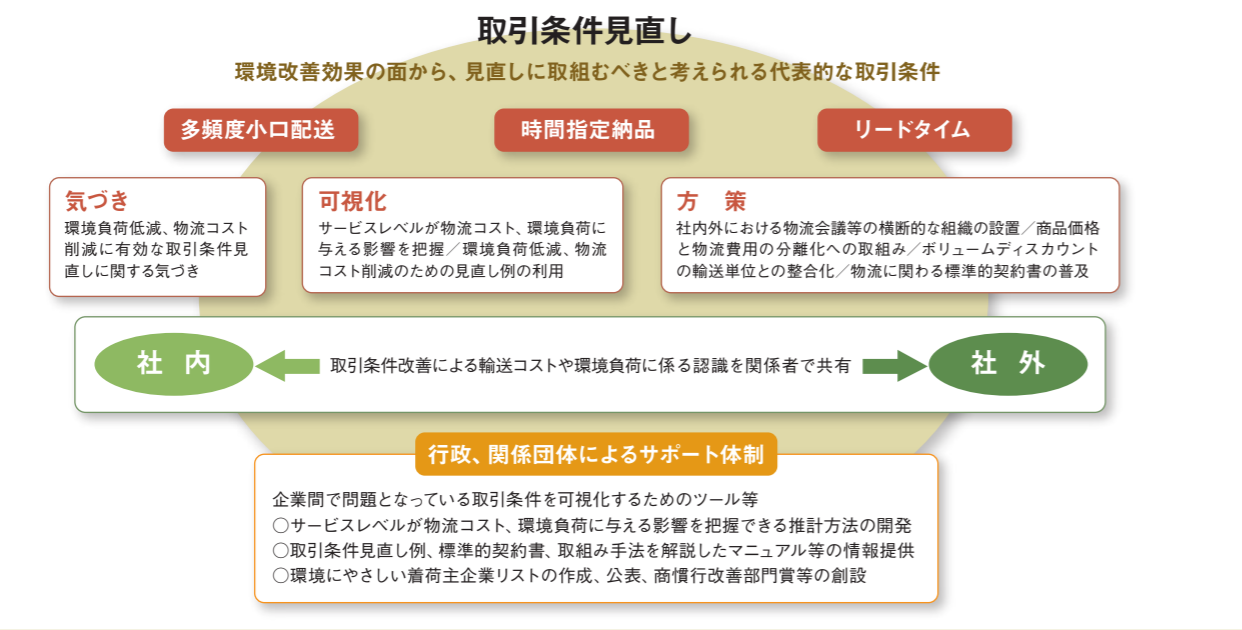 取引条件見直し
環境改善効果の面から、見直しに取組むべきと考えられる代表的な取引条件
多頻度小口配送
時間指定納品
リードタイム
気づき
環境負荷低減、物流コスト
削減に有効な取引条件見
直しに関する気づき
可視化
サービスレベルが物流コスト、環境負荷に
与える影響を把握／環境負荷低減、物流
コスト削減のための見直し例の利用
方　策
社内外における物流会議等の横断的な組織の設置／商品価格
と物流費用の分離化への取組み／ボリュームディスカウント
の輸送単位との整合化／物流に関わる標準的契約書の普及
社　内
取引条件改善による輸送コストや環境負荷に係る認識を関係者で共有
社　外
行政、関係団体によるサポート体制
企業間で問題となっている取引条件を可視化するためのツール等
○サービスレベルが物流コスト、環境負荷に与える影響を把握できる推計方法の開発
○取引条件見直し例、標準的契約書、取組み手法を解説したマニュアル等の情報提供
○環境にやさしい着荷主企業リストの作成、公表、商慣行改善部門賞等の創設